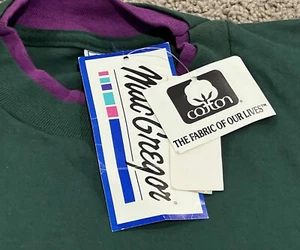 MacGregor
cotton
THE FABRIC OF OUR LIVES™